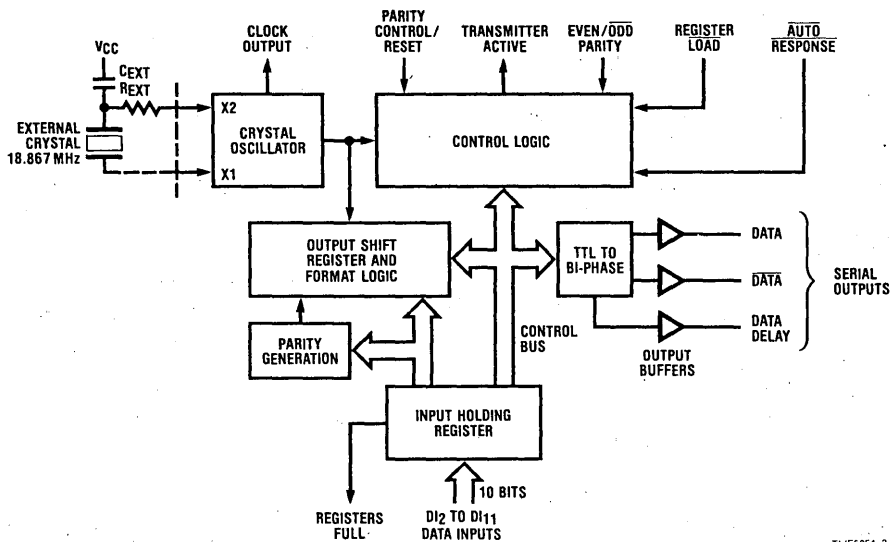 CLOCK
OUTPUT
PARITY
CONTROL/
RESET
TRANSMITTER
ACTIVE
EVEN/ODD
PARITY
REGISTER
LOAD
AUTO
RESPONSE
VCC
CEXT
REXT
EXTERNAL
CRYSTAL
18.867 MHz
X2
X1
CRYSTAL
OSCILLATOR
CONTROL LOGIC
OUTPUT SHIFT
REGISTER AND
FORMAT LOGIC
TTL TO
BI-PHASE
DATA
DATA
DATA
DELAY
SERIAL
OUTPUTS
OUTPUT
BUFFERS
PARITY
GENERATION
CONTROL
BUS
INPUT HOLDING
REGISTER
REGISTERS
FULL
10 BITS
DI2 TO DI11
DATA INPUTS